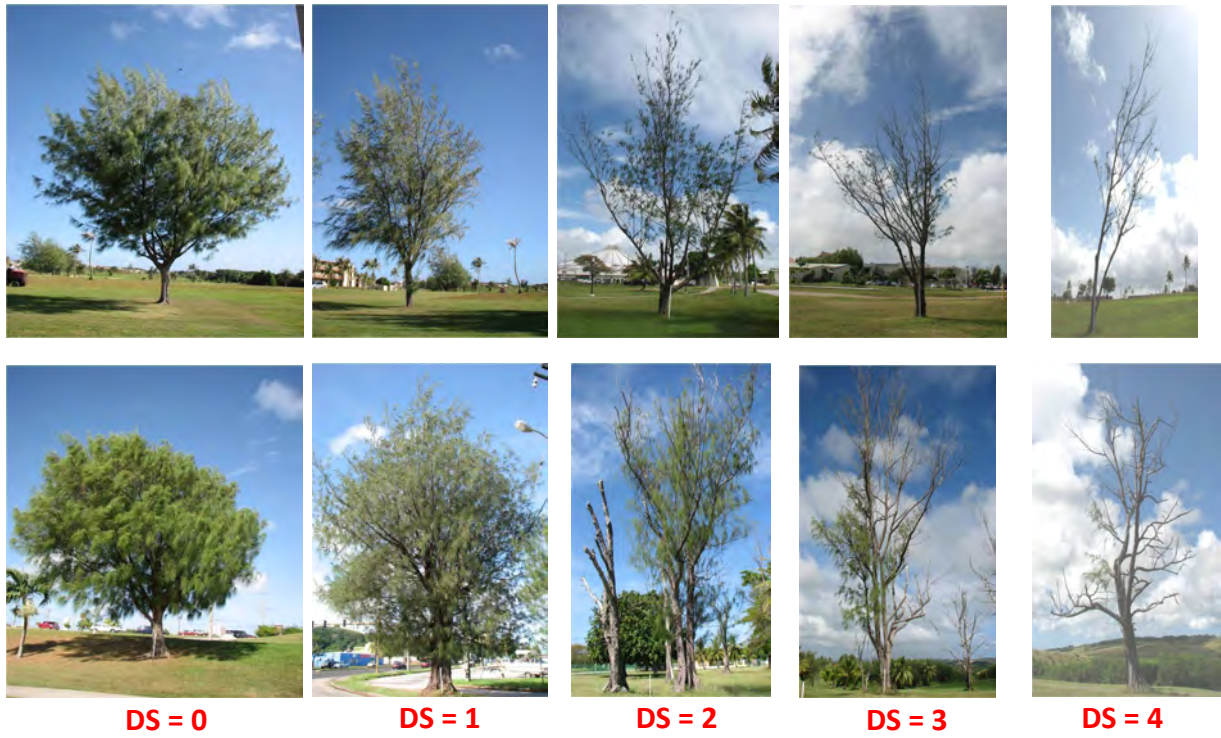 DS = 0
DS = 1
DS = 2
DS = 3
DS = 4